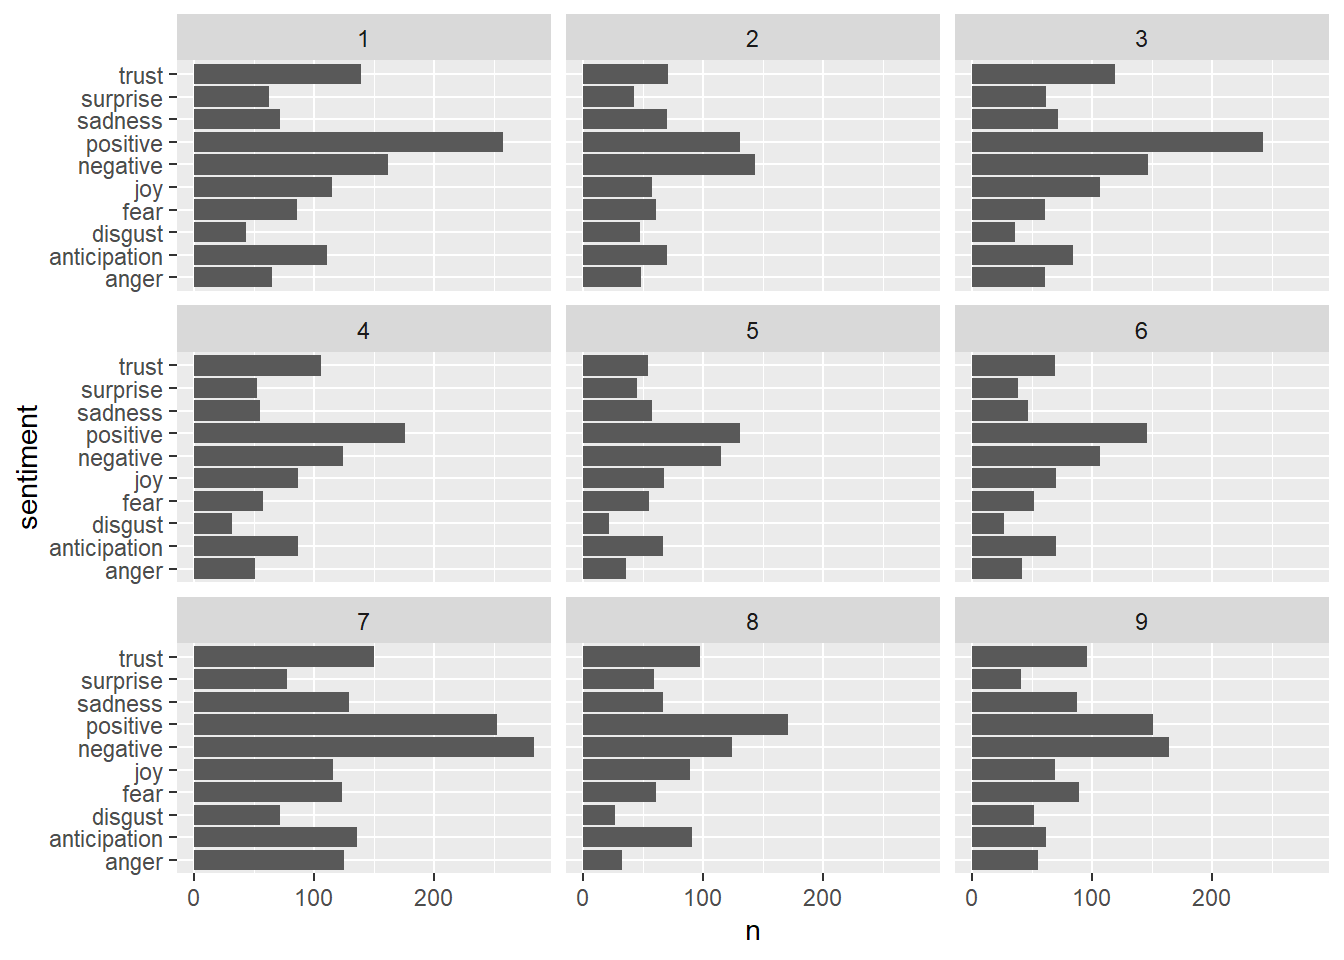 1 2 3
trust
surprise
sadness
positive
negative
joy
fear
disgust
anticipation
anger
4 5 6
trust
surprise
sadness
positive
negative
joy
fear
disgust
anticipation
anger
7 8 9
trust
surprise
sadness
positive
negative
joy
fear
disgust
anticipation
anger
0 100 200 0 100 200 0 100 200
n
sentiment